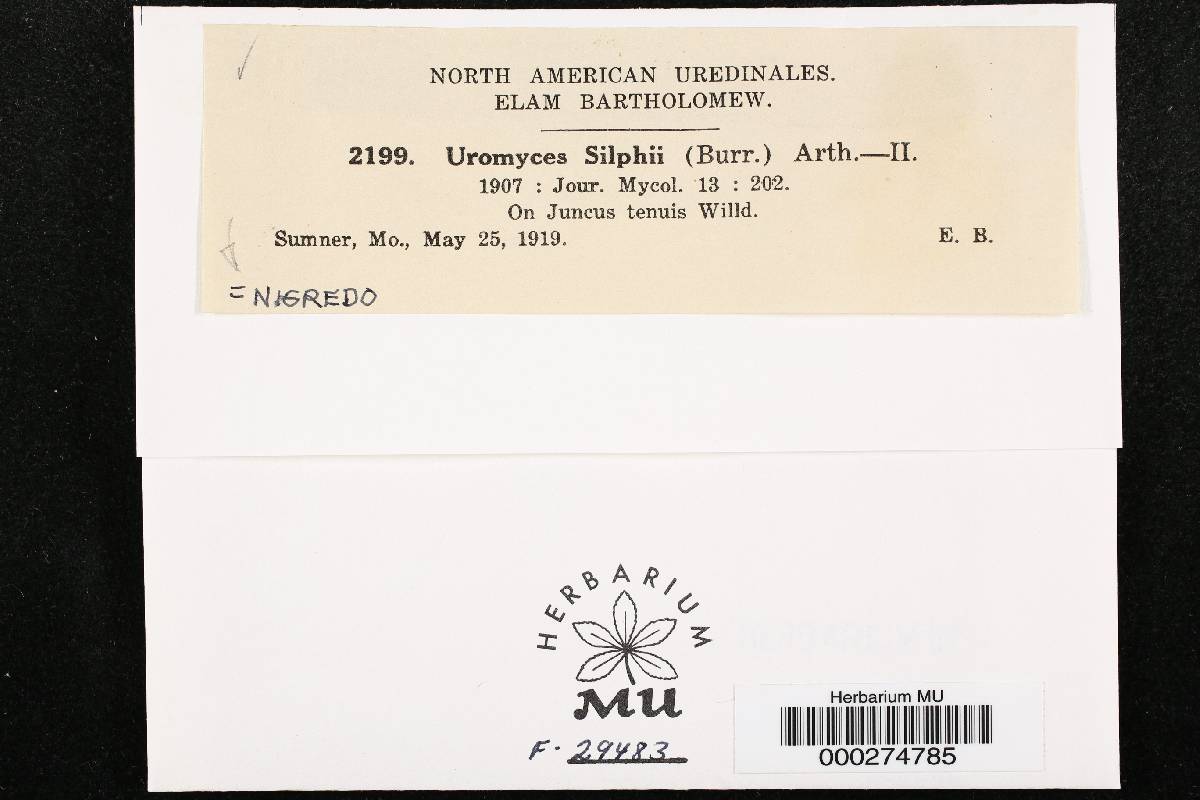 NORTH AMERICAN UREDINALES.
ELAM BARTHOLOMEW.
2199. Uromyces Silphii (Burr.) Arth.—II.
1907 : Jour. Mycol. 13 : 202.
On Juncus tenuis Willd.
Sumner, Mo., May 25, 1919. E. B.
= NIGREDO
HERBARIUM
MU
F. 29483
Herbarium MU
000274785